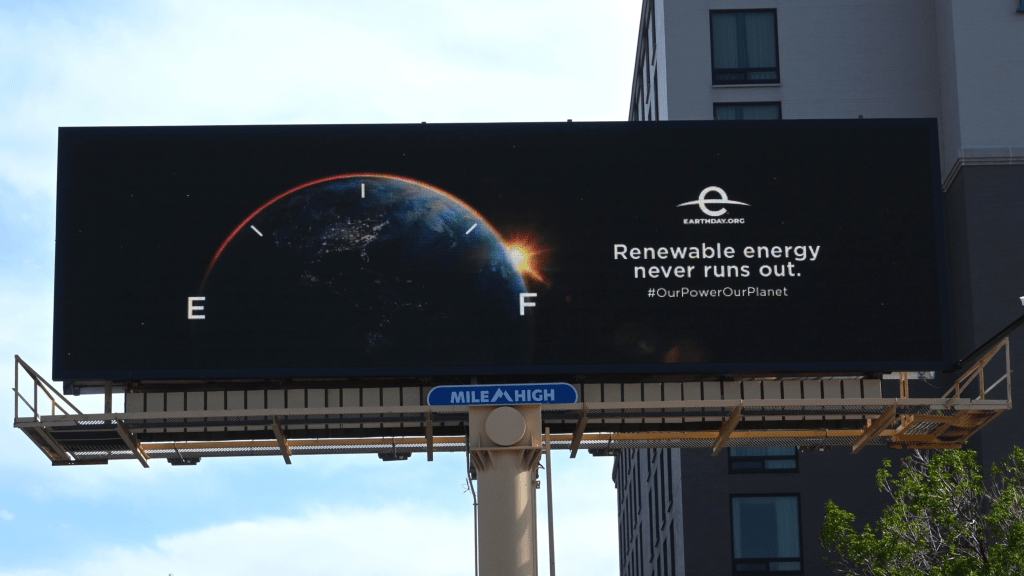 EARTHDAY.ORG
Renewable energy
never runs out.
#OurPowerOurPlanet
E
F
MILE HIGH